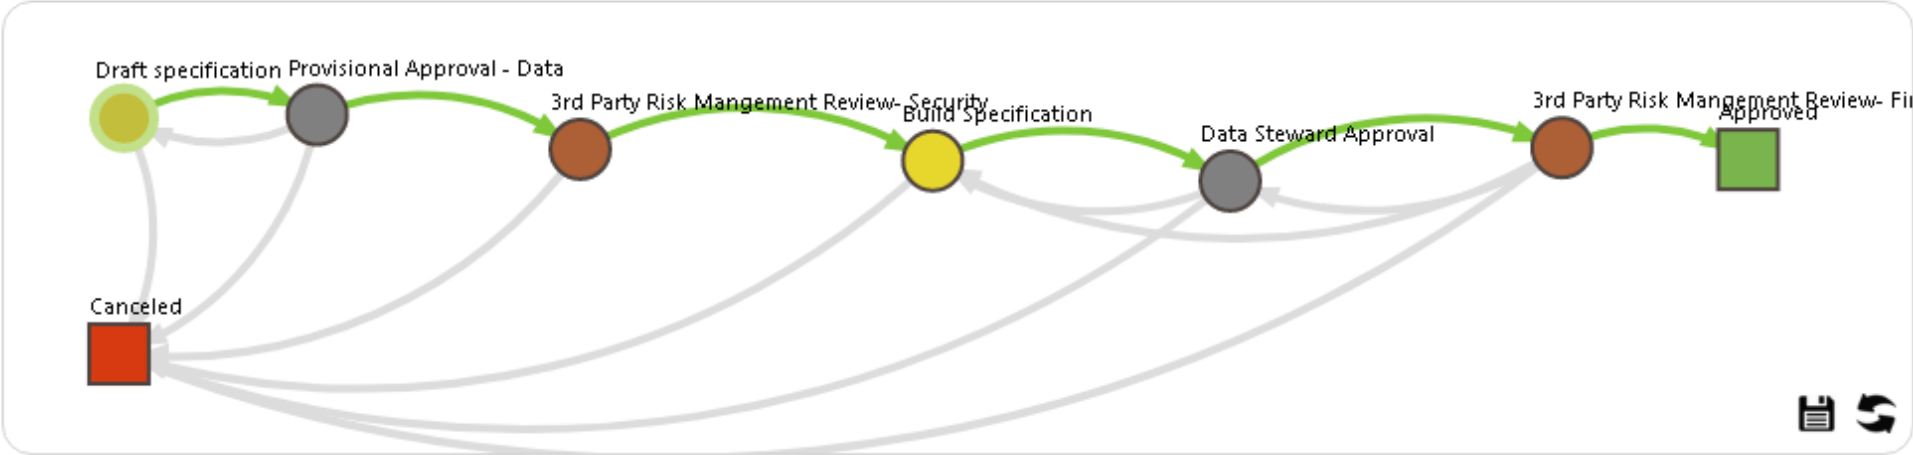 Draft specification
Provisional Approval - Data
3rd Party Risk Mangement Review- Security
Build Specification
Data Steward Approval
3rd Party Risk Mangement Review-
Approved
Canceled